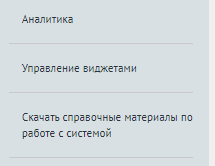 Аналитика
Управление виджетами
Скачать справочные материалы по
работе с системой